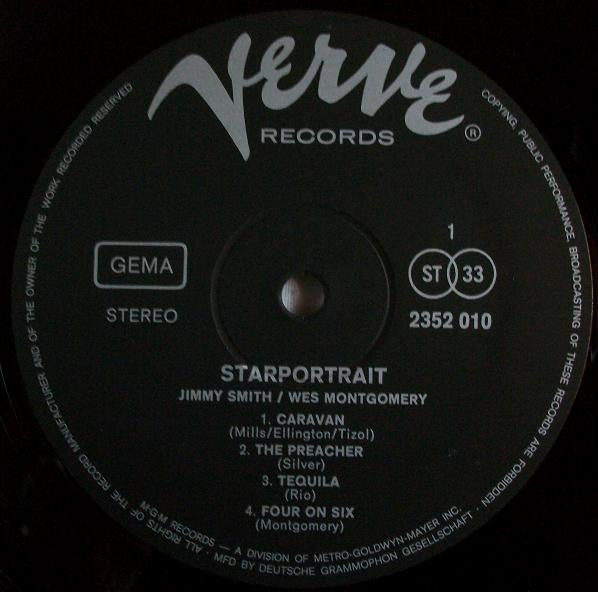 Verve
RECORDS ®
GEMA
STEREO
1
ST 33
2352 010
STARPORTRAIT
JIMMY SMITH / WES MONTGOMERY
1. CARAVAN
(Mills/Ellington/Tizol)
2. THE PREACHER
(Silver)
3. TEQUILA
(Rio)
4. FOUR ON SIX
(Montgomery)
M-G-M RECORDS — A DIVISION OF METRO-GOLDWYN-MAYER INC.
ALL RIGHTS OF THE RECORD MANUFACTURER AND OF THE OWNER OF THE WORK RECORDED RESERVED
COPYING, PUBLIC PERFORMANCE, BROADCASTING OF THESE RECORDS ARE FORBIDDEN
· MFD BY DEUTSCHE GRAMMOPHON GESELLSCHAFT ·